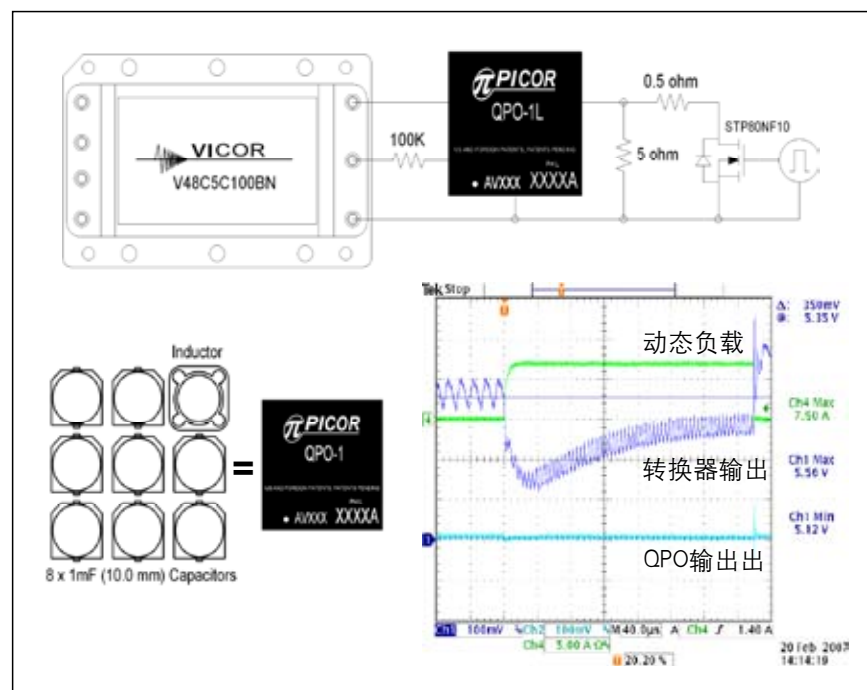 PICOR
QPO-1L
0.5 ohm
STP80NF10
100K
5 ohm
VICOR
V48C5C100BN
• AVXXX XXXXA
Inductor
PICOR
QPO-1
=
• AVXXX XXXXA
8 x 1mF (10.0 mm) Capacitors
Tek Stop
Δ: 350mV
@: 5.35 V
动态负载
Ch4 Max
7.50 A
转换器输出
Ch1 Max
5.56 V
Ch1 Min
5.12 V
QPO输出出
Ch1 100mV Ch2 100mV M 40.0µs A Ch4 ∫ 1.40 A
Ch4 5.00 A Ω
20.20 %
20 Feb 2007
14:14:19